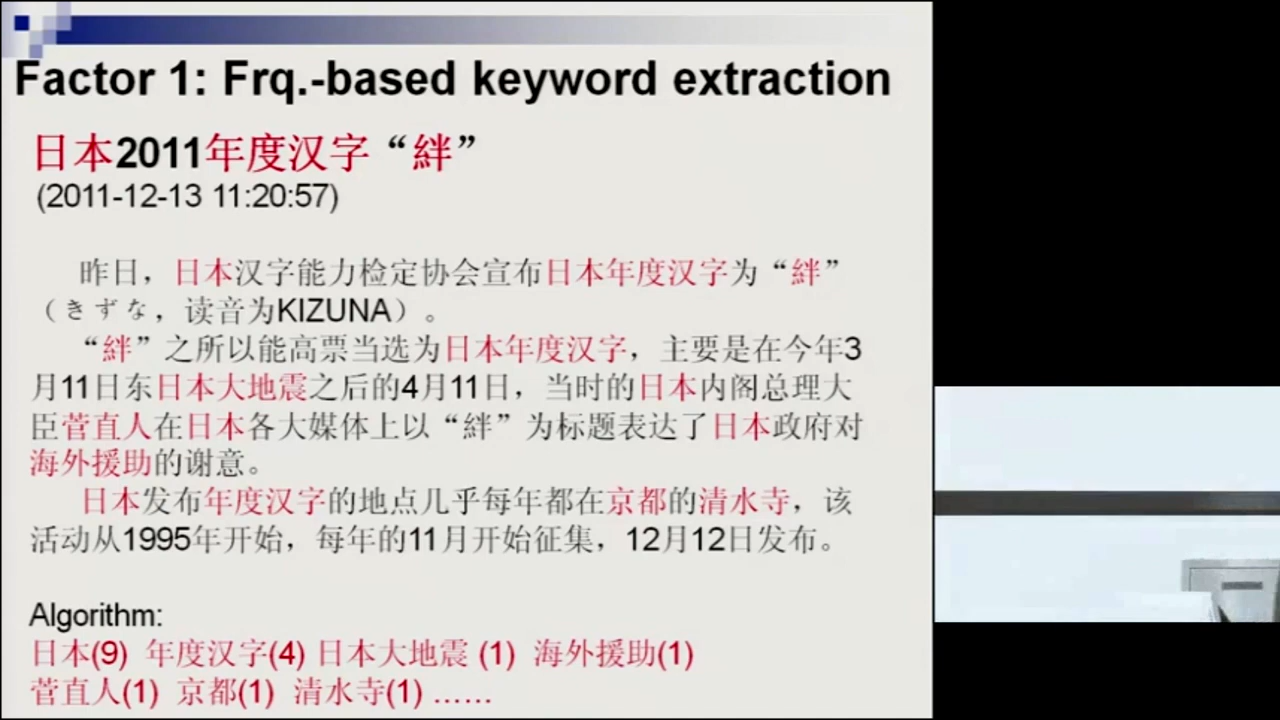 Factor 1: Frq.-based keyword extraction
日本2011年度汉字“絆”
(2011-12-13 11:20:57)
昨日，日本汉字能力检定协会宣布日本年度汉字为“絆”
（きずな，读音为KIZUNA）。
“絆”之所以能高票当选为日本年度汉字，主要是在今年3
月11日东日本大地震之后的4月11日，当时的日本内阁总理大
臣菅直人在日本各大媒体上以“絆”为标题表达了日本政府对
海外援助的谢意。
日本发布年度汉字的地点几乎每年都在京都的清水寺，该
活动从1995年开始，每年的11月开始征集，12月12日发布。
Algorithm:
日本(9) 年度汉字(4) 日本大地震 (1) 海外援助(1)
菅直人(1) 京都(1) 清水寺(1) ……